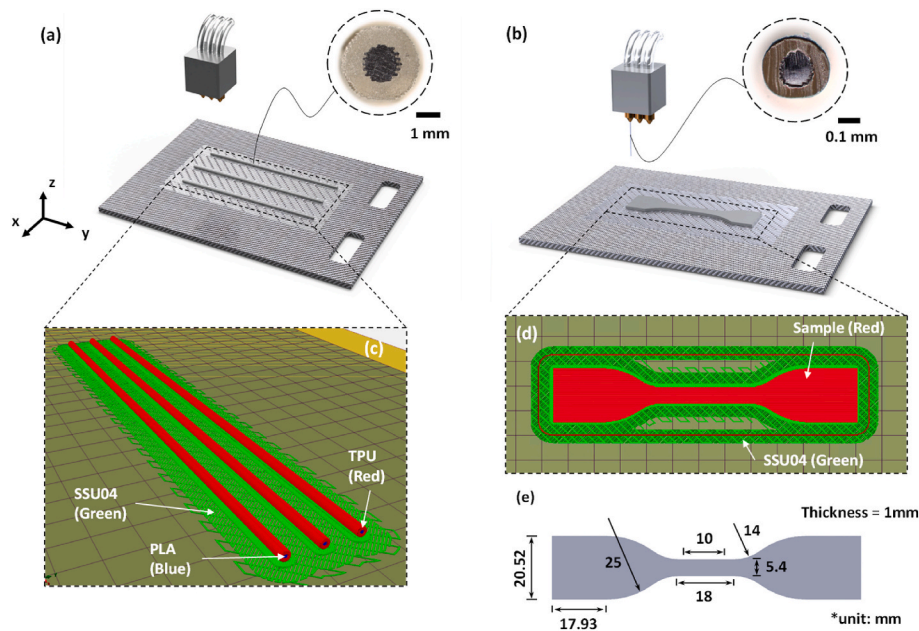 (a)
1 mm
z
x
y
(b)
0.1 mm
(c)
TPU
(Red)
SSU04
(Green)
PLA
(Blue)
(d)
Sample (Red)
SSU04 (Green)
(e)
Thickness = 1mm
20.52
25
10
14
5.4
18
17.93
*unit: mm